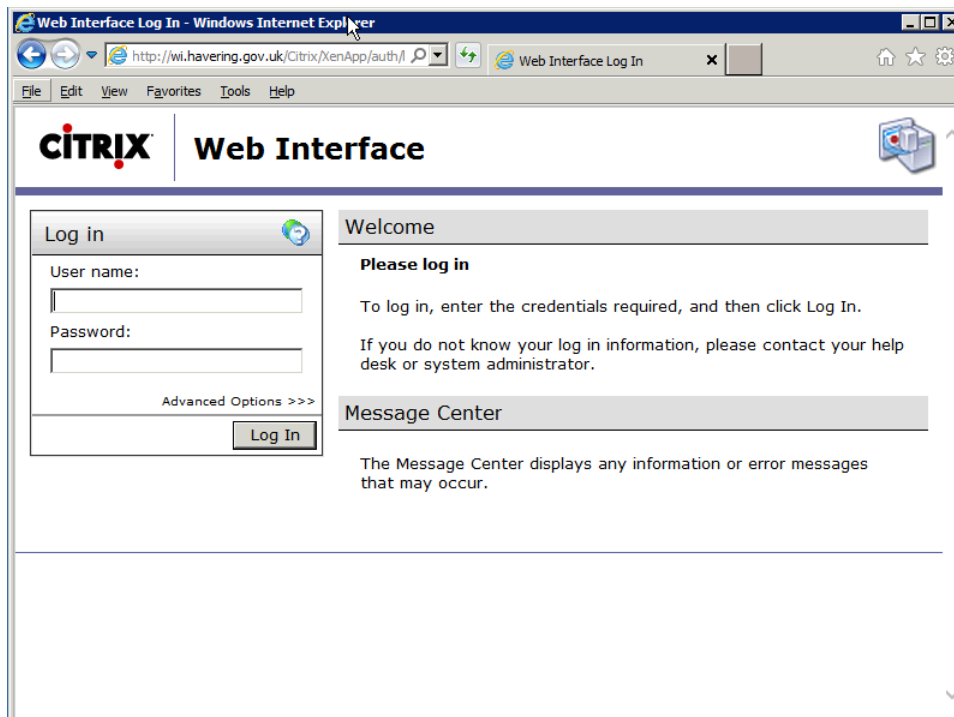 Web Interface Log In - Windows Internet Explorer
http://wi.havering.gov.uk/Citrix/XenApp/auth/l
Web Interface Log In
File Edit View Favorites Tools Help
CITRIX Web Interface
Log in
User name:
Password:
Advanced Options >>>
Log In
Welcome
Please log in
To log in, enter the credentials required, and then click Log In.
If you do not know your log in information, please contact your help
desk or system administrator.
Message Center
The Message Center displays any information or error messages
that may occur.